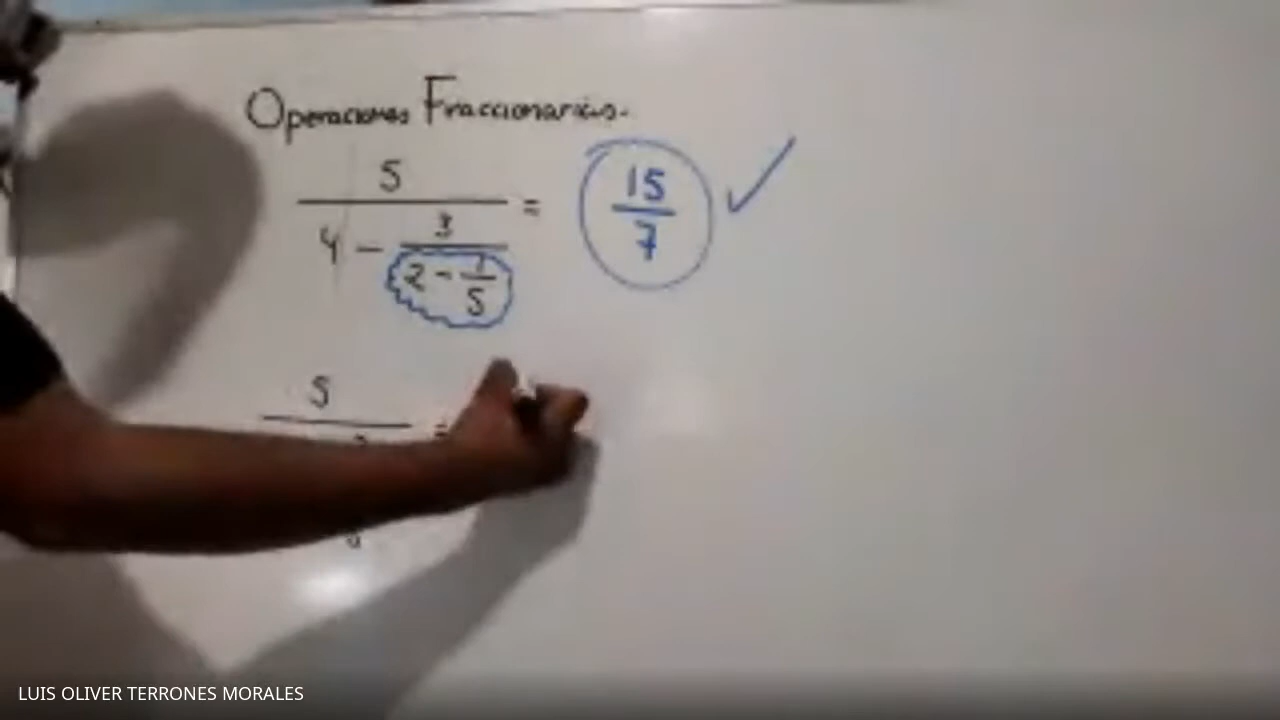 Operaciones Fraccionarias.
5
4 - 3 = 15/7 ✓
2 - 1/5
5
=
LUIS OLIVER TERRONES MORALES